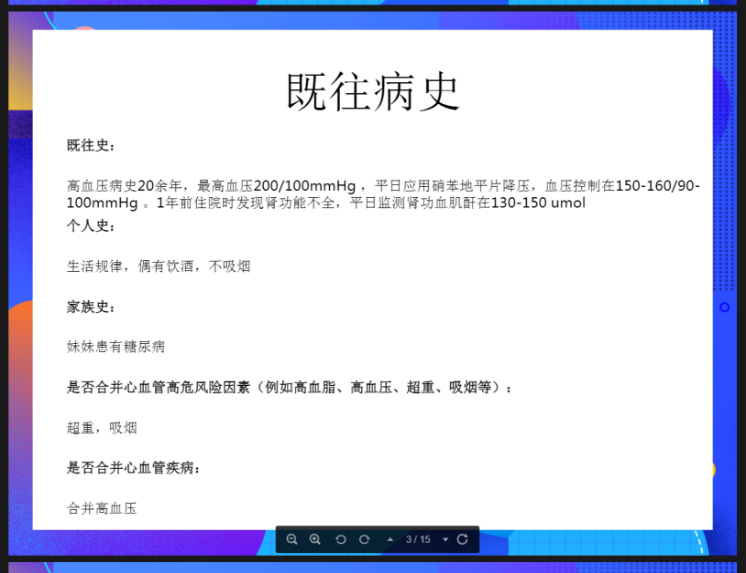 既往病史
既往史：
高血压病史20余年，最高血压200/100mmHg ，平日应用硝苯地平片降压，血压控制在150-160/90-
100mmHg 。1年前住院时发现肾功能不全，平日监测肾功血肌酐在130-150 umol
个人史：
生活规律，偶有饮酒，不吸烟
家族史：
妹妹患有糖尿病
是否合并心血管高危风险因素（例如高血脂、高血压、超重、吸烟等）：
超重，吸烟
是否合并心血管疾病：
合并高血压
3 / 15